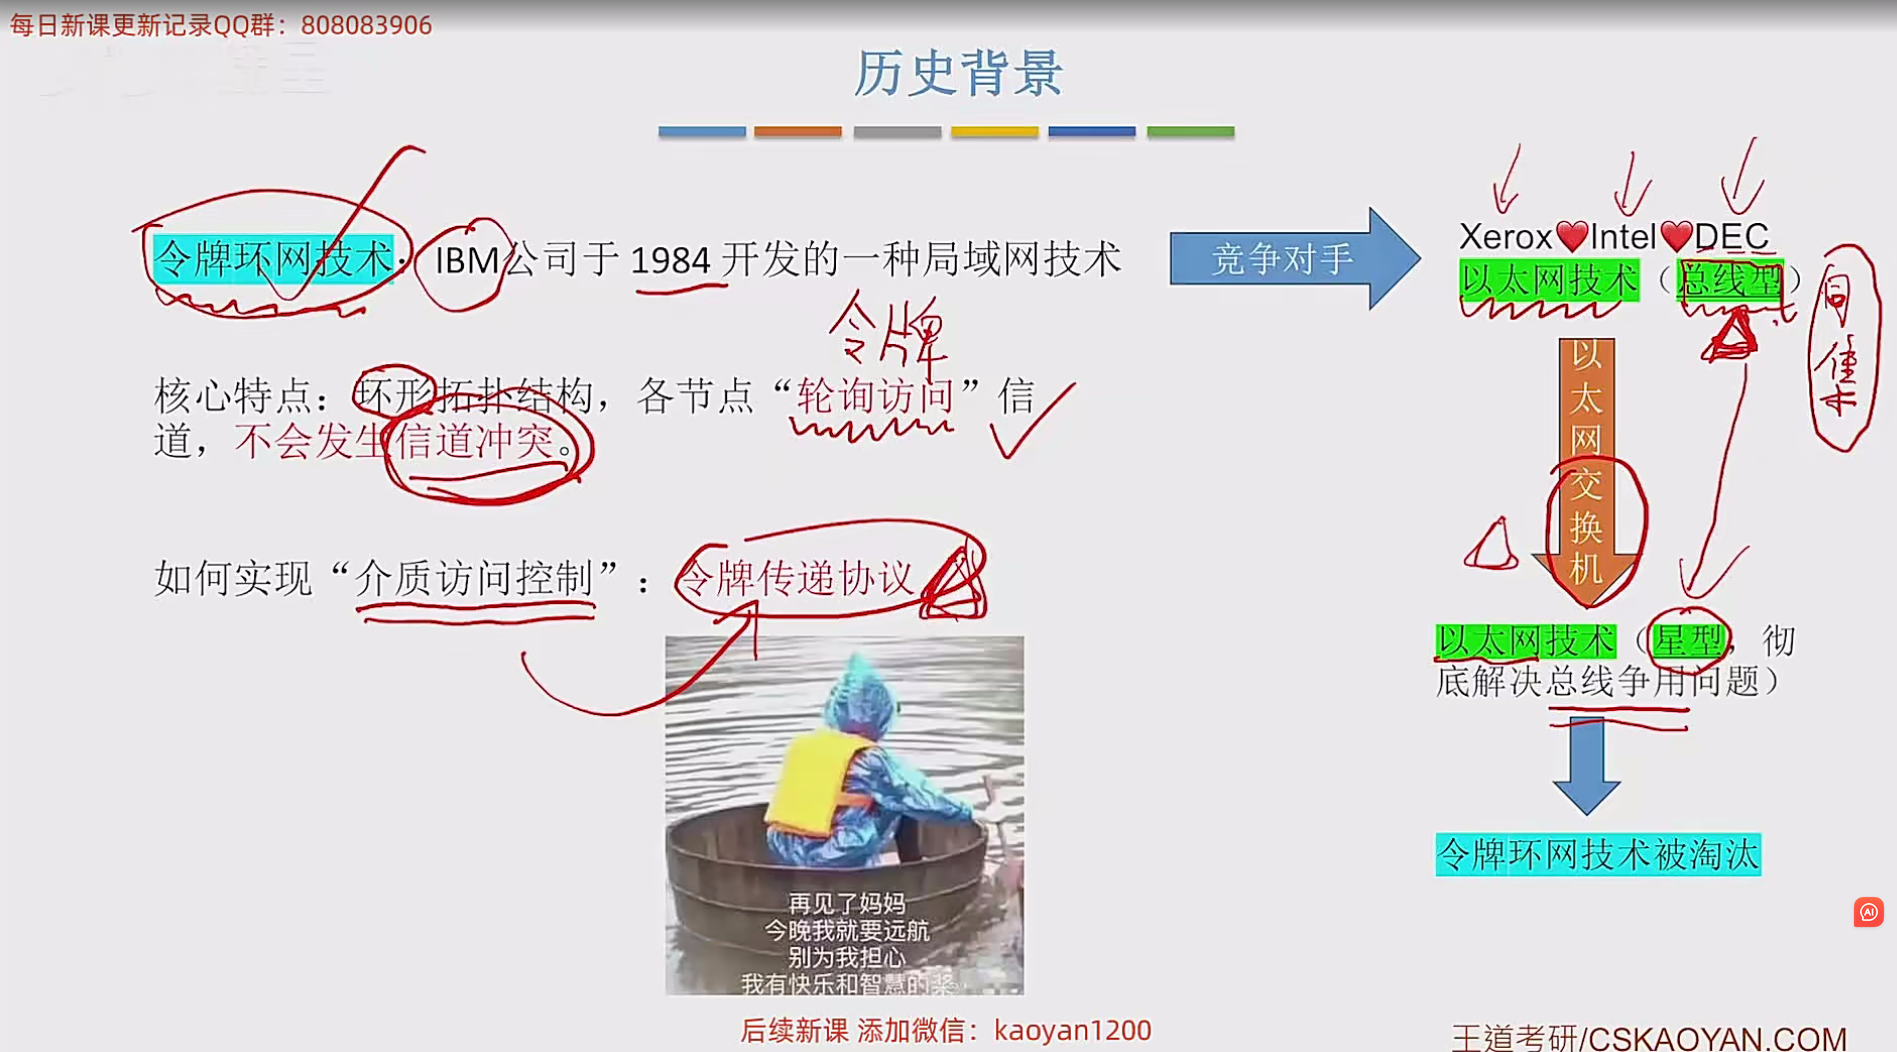 每日新课更新记录QQ群：808083906
历史背景
令牌环网技术：IBM公司于 1984 开发的一种局域网技术
竞争对手
Xerox❤️Intel❤️DEC
以太网技术（总线型）
令牌
核心特点：环形拓扑结构，各节点“轮询访问”信
道，不会发生信道冲突。
以太网交换机
如何实现“介质访问控制”：令牌传递协议
以太网技术（星型，彻
底解决总线争用问题）
令牌环网技术被淘汰
再见了妈妈
今晚我就要远航
别为我担心
我有快乐和智慧的桨
AI
后续新课 添加微信：kaoyan1200
王道考研/CSKAOYAN.COM